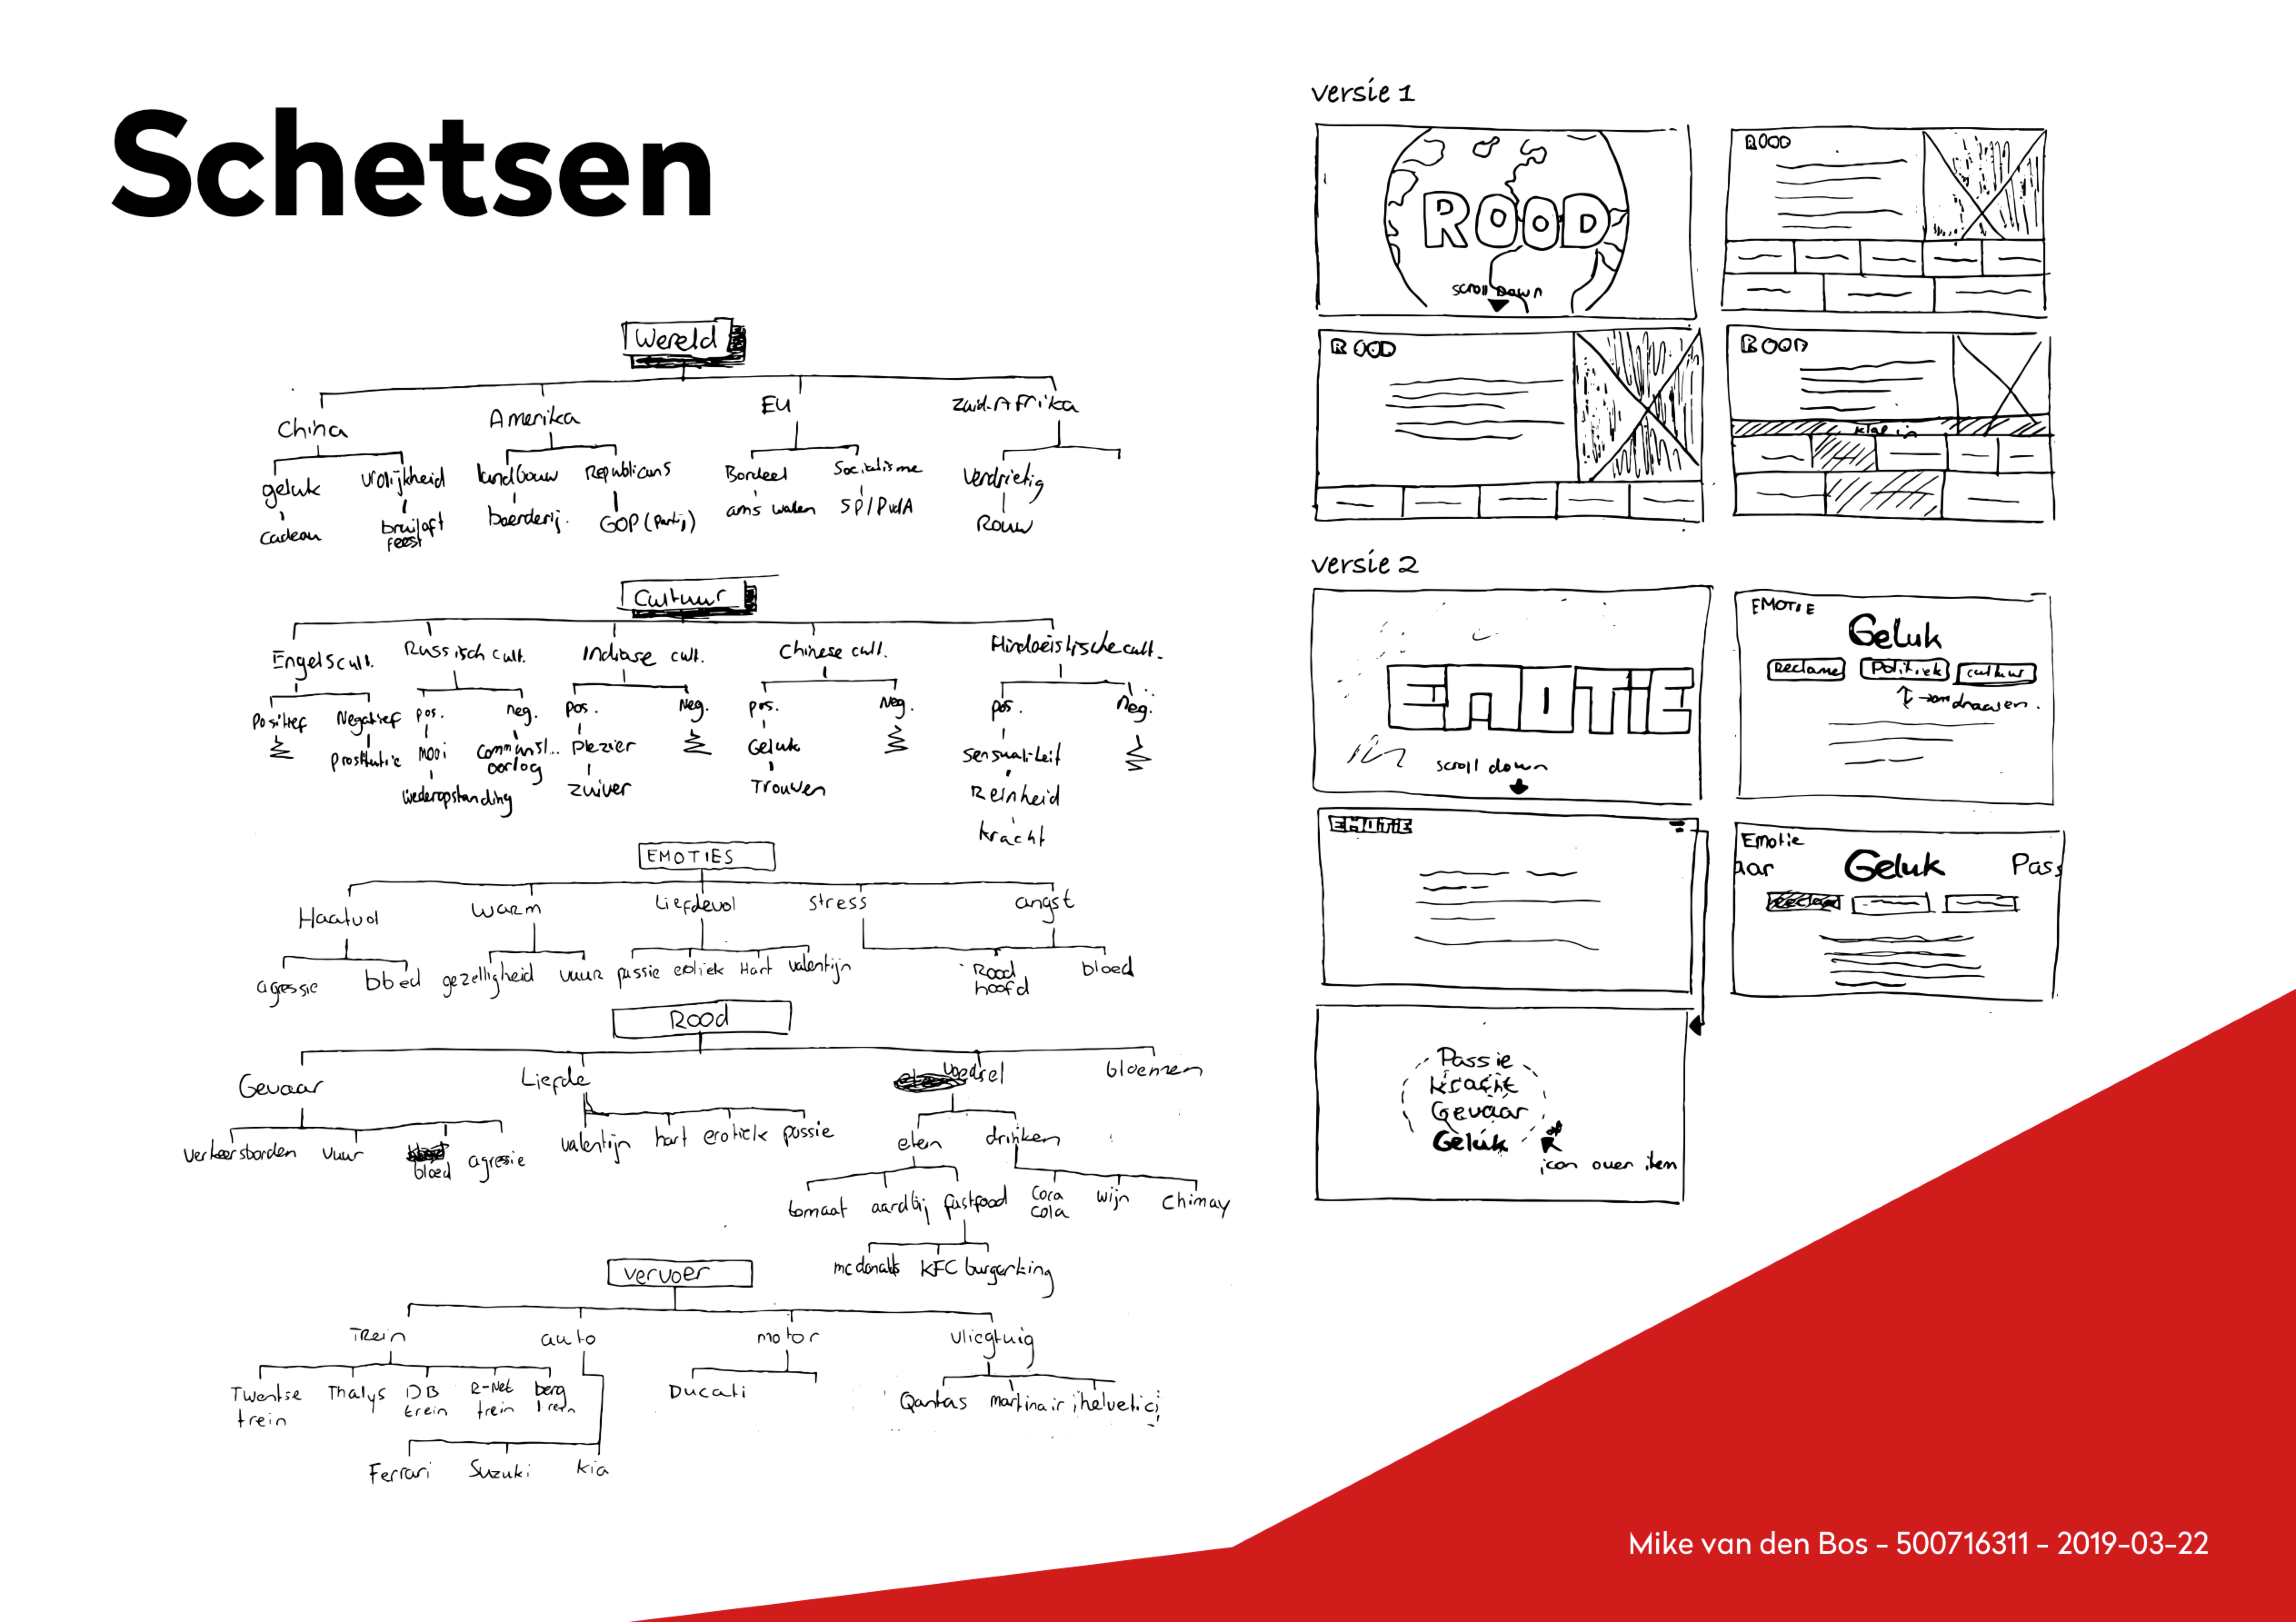 Schetsen
Wereld
China
Amerika
EU
Zuid-Afrika
geluk
vrolijkheid
landbouw
Republicans
Bordeel
Socialisme
Verdrietig
cadeau
bruiloft
feest
boerderij.
GOP (Partij)
ams wallen
SP/PvdA
Rouw
Cultuur
Engels cult.
Russisch cult.
Indiase cult.
Chinese cult.
Hindoeistische cult.
Positief
Negatief
pos.
neg.
pos.
Neg.
pos.
Neg.
pos.
Neg.
prostitutie
mooi
oorlog
Plezier
Geluk
Sensualiteit
Wederopstanding
Zuiver
Trouwen
Reinheid
kracht
EMOTIES
Haatvol
warm
Liefdevol
stress
angst
agressie
bloed
gezelligheid
vuur
passie
erotiek
Hart
valentijn
Rood
hoofd
bloed
Rood
Gevaar
Liefde
voedsel
bloemen
verkeersborden
vuur
bloed
agressie
valentijn
hart
erotiek
passie
eten
drinken
tomaat
aardbij
fastfood
Coca
cola
wijn
Chimay
mc donalds
KFC
burgerking
vervoer
Trein
auto
motor
vliegtuig
Twentse
trein
Thalys
DB
trein
R-Net
trein
berg
trein
Ducati
Qantas
martinair
helvetic
Ferrari
Suzuki
kia
versie 1
ROOD
scroll Down
ROOD
ROOD
ROOD
klap in
versie 2
EMOTIE
scroll down
EMOTIE
Geluk
Reclame
Politiek
cultuur
EMOTIE
Emotie
aar
Geluk
Pass
Passie
Kracht
Gevaar
Geluk
icon over item
Mike van den Bos - 500716311 - 2019-03-22